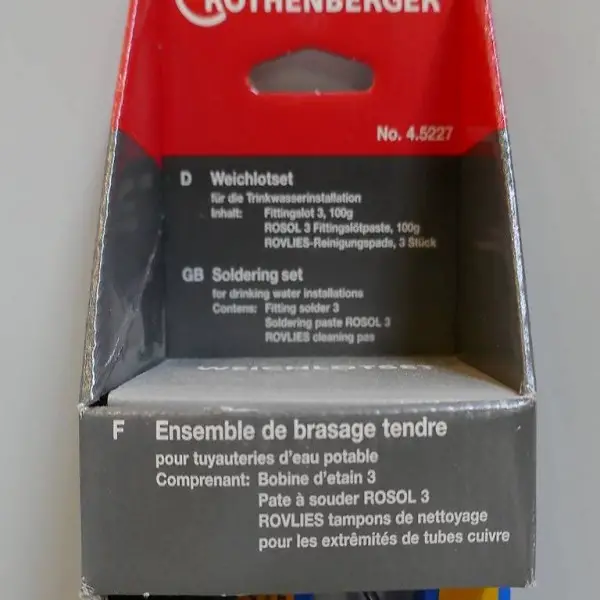 ROTHENBERGER
No. 4.5227
D Weichlotset
für die Trinkwasserinstallation
Inhalt: Fittingslot 3, 100g
ROSOL 3 Fittingslötpaste, 100g
ROVLIES-Reinigungspads, 3 Stück
GB Soldering set
for drinking water installations
Contens: Fitting solder 3
Soldering paste ROSOL 3
ROVLIES cleaning pas
WEICHLOTSET
F Ensemble de brasage tendre
pour tuyauteries d'eau potable
Comprenant: Bobine d'etain 3
Pate à souder ROSOL 3
ROVLIES tampons de nettoyage
pour les extrêmités de tubes cuivre